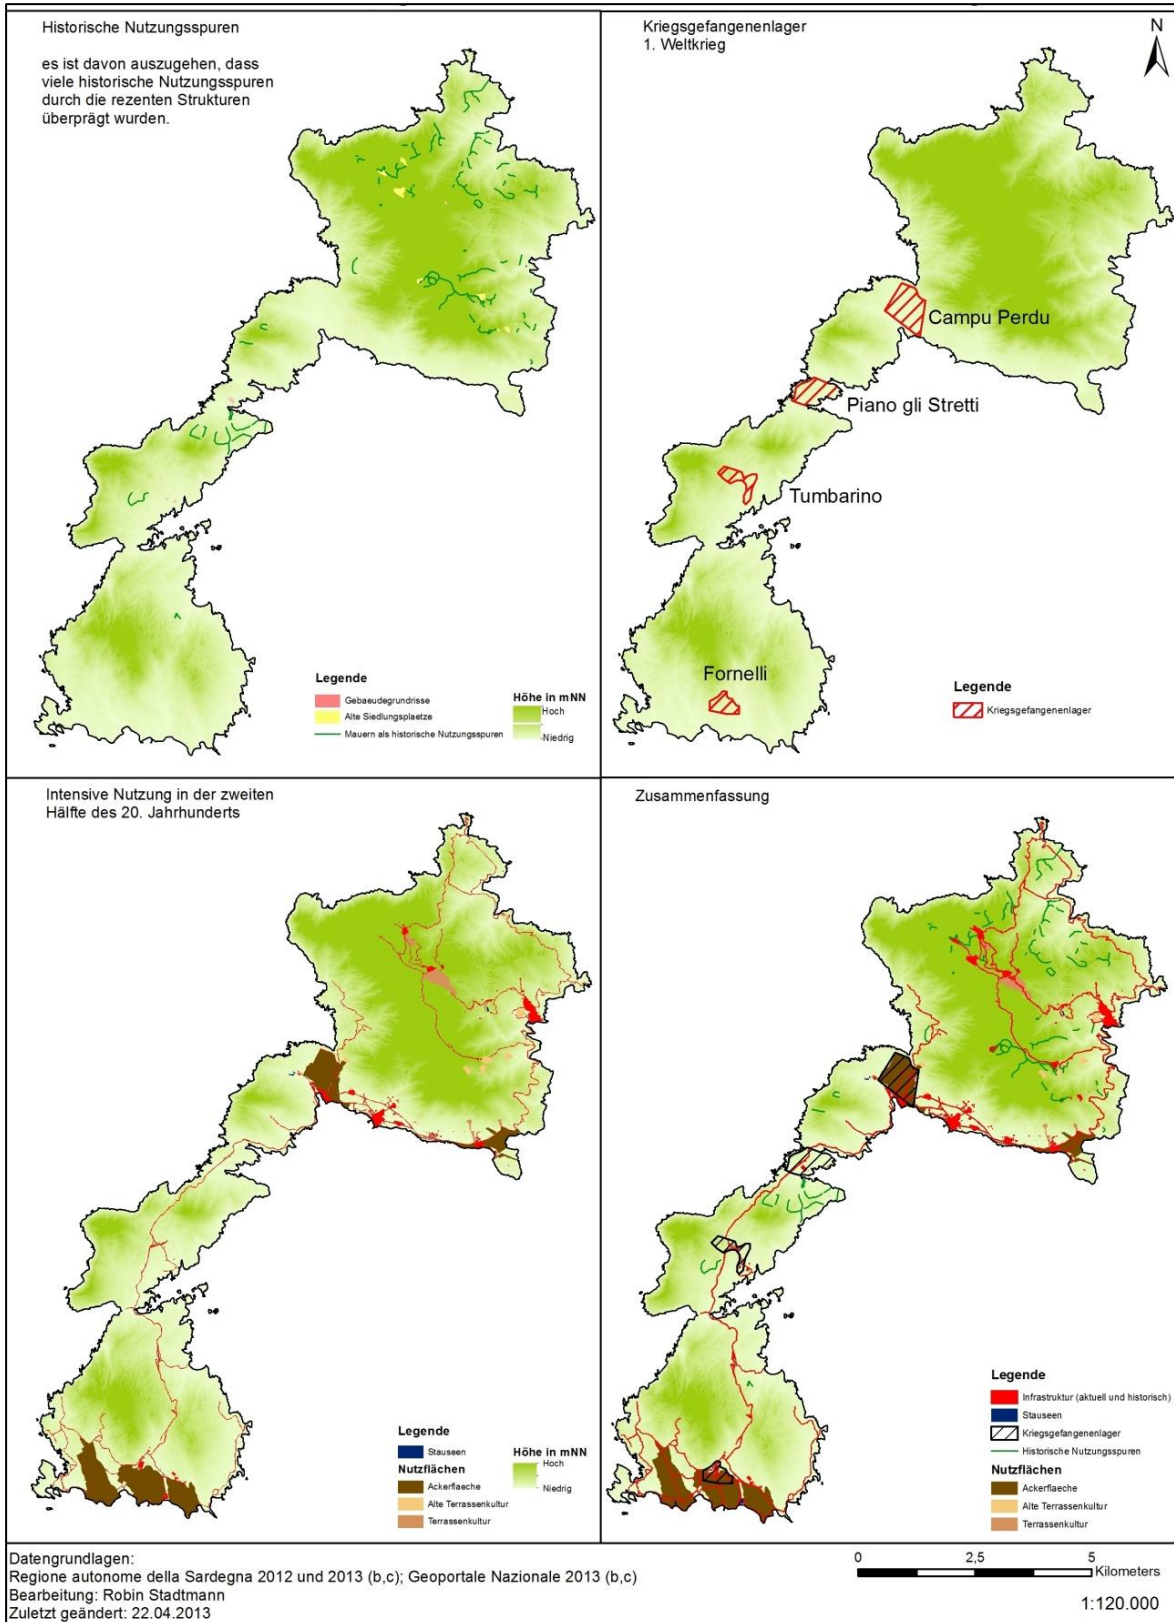 Historische Nutzungsspuren
es ist davon auszugehen, dass
viele historische Nutzungsspuren
durch die rezenten Strukturen
überprägt wurden.
Legende
Gebaeudegrundrisse
Alte Siedlungsplaetze
Mauern als historische Nutzungsspuren
Höhe in mNN
Hoch
Niedrig
Kriegsgefangenenlager
1. Weltkrieg
N
Campu Perdu
Piano gli Stretti
Tumbarino
Fornelli
Legende
Kriegsgefangenenlager
Intensive Nutzung in der zweiten
Hälfte des 20. Jahrhunderts
Legende
Stauseen
Nutzflächen
Ackerflaeche
Alte Terrassenkultur
Terrassenkultur
Höhe in mNN
Hoch
Niedrig
Zusammenfassung
Legende
Infrastruktur (aktuell und historisch)
Stauseen
Kriegsgefangenenlager
Historische Nutzungsspuren
Nutzflächen
Ackerflaeche
Alte Terrassenkultur
Terrassenkultur
Datengrundlagen:
Regione autonome della Sardegna 2012 und 2013 (b,c); Geoportale Nazionale 2013 (b,c)
Bearbeitung: Robin Stadtmann
Zuletzt geändert: 22.04.2013
0 2,5 5
Kilometers
1:120.000